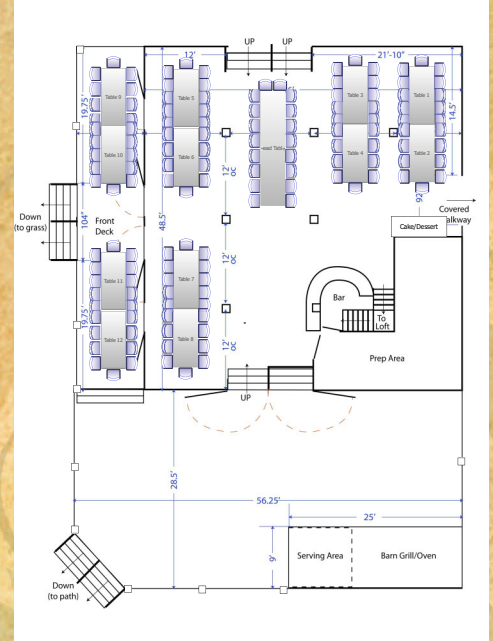 UP
UP
12'
21'-10"
Table 9
Table 5
Table 3
Table 1
19.75'
14.5'
Table 10
Table 6
Table 4
Table 2
12'
OC
92"
Down
(to grass)
104"
Front
Deck
48.5'
Covered
Cake/Dessert
Table 11
Table 7
12'
OC
Bar
To
Loft
19.75'
Table 12
Table 8
12'
OC
Prep Area
UP
28.5'
56.25'
25'
9'
Serving Area
Barn Grill/Oven
Down
(to path)